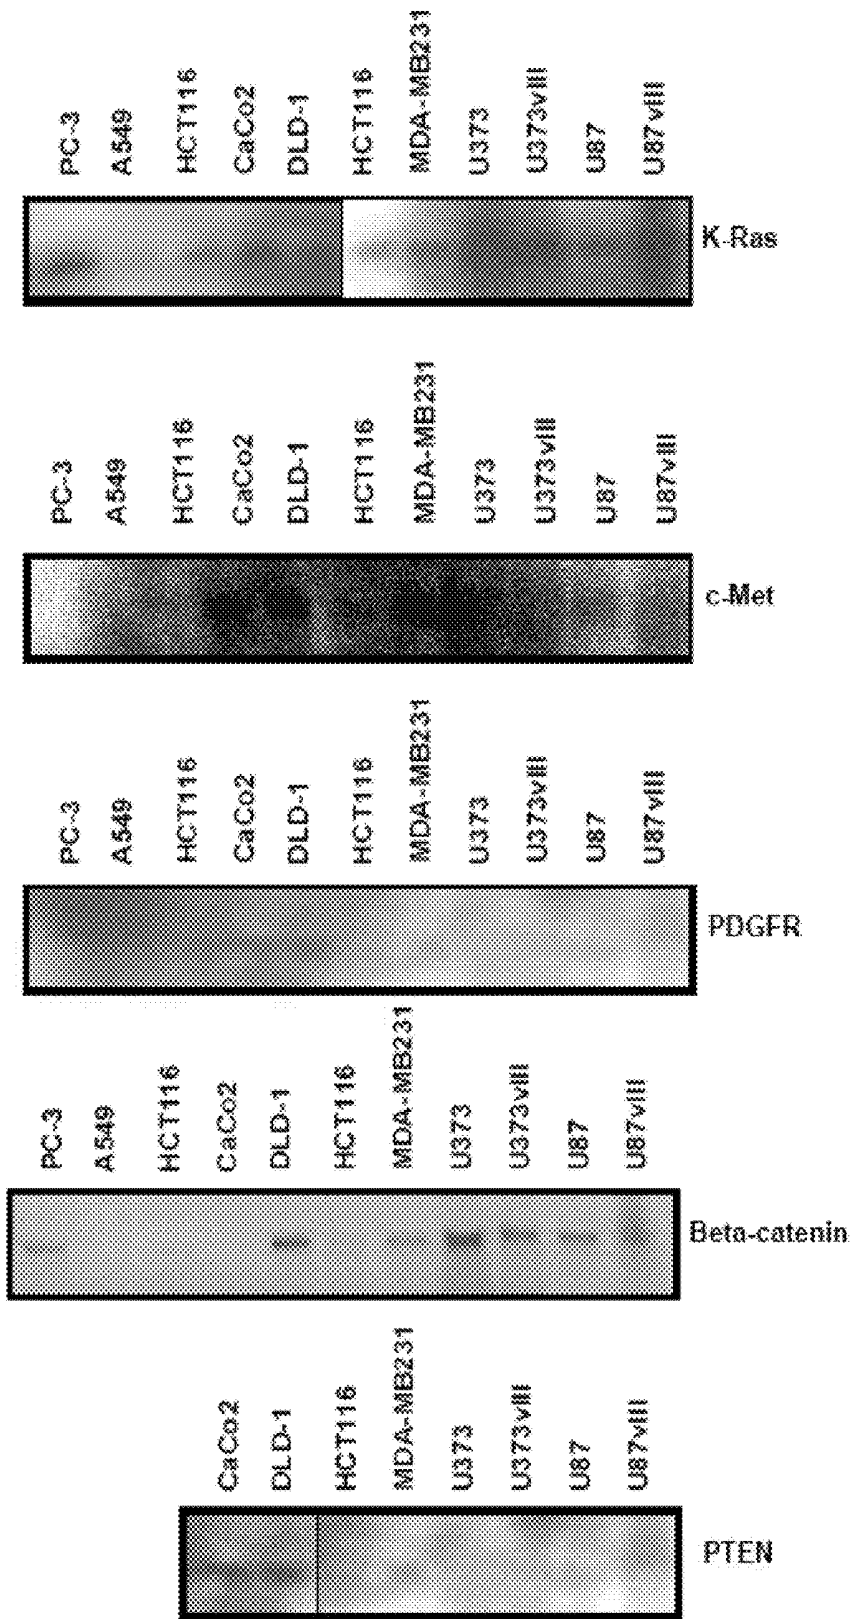 PC-3 A549 HCT116 CaCo2 DLD-1 HCT116 MDA-MB231 U373 U373vIII U87 U87vIII
K-Ras
PC-3 A549 HCT116 CaCo2 DLD-1 HCT116 MDA-MB231 U373 U373vIII U87 U87vIII
c-Met
PC-3 A549 HCT116 CaCo2 DLD-1 HCT116 MDA-MB231 U373 U373vIII U87 U87vIII
PDGFR
PC-3 A549 HCT116 CaCo2 DLD-1 HCT116 MDA-MB231 U373 U373vIII U87 U87vIII
Beta-catenin
CaCo2 DLD-1 HCT116 MDA-MB231 U373 U373vIII U87 U87vIII
PTEN